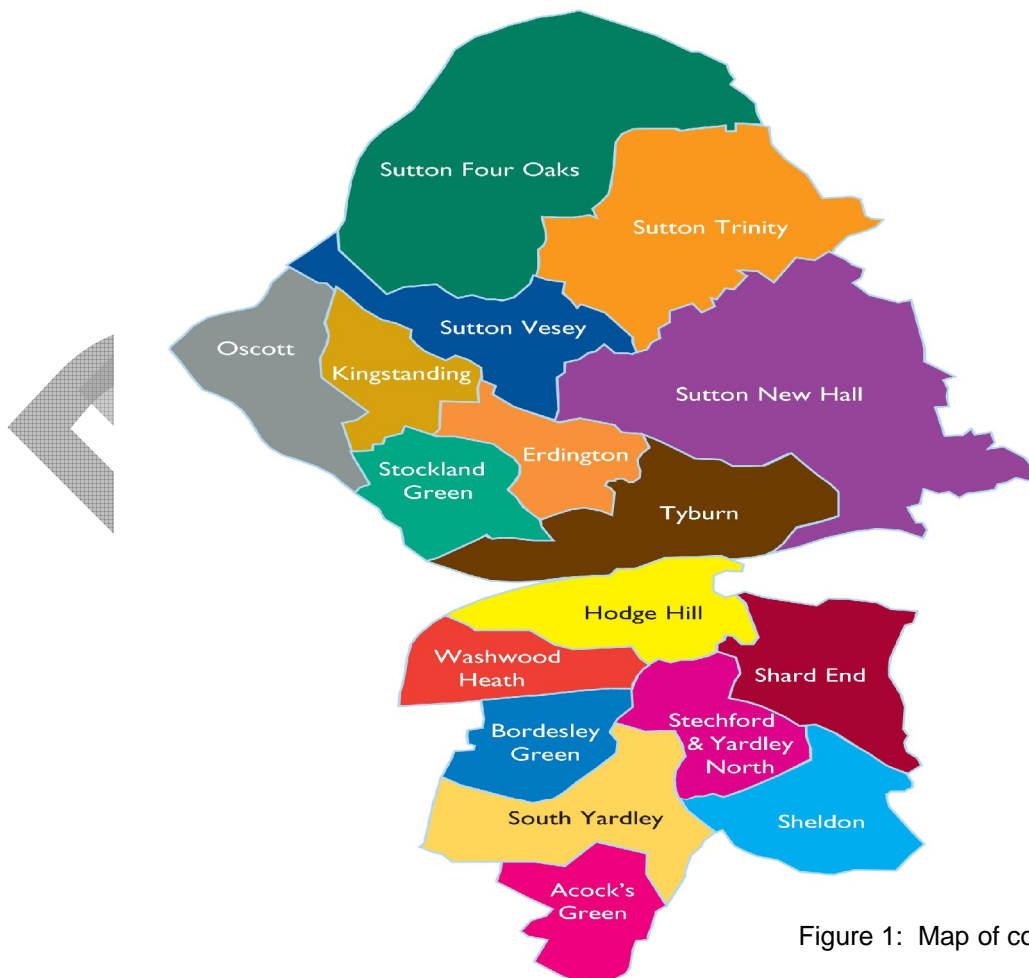 Sutton Four Oaks
Sutton Trinity
Sutton Vesey
Oscott
Kingstanding
Sutton New Hall
Erdington
Stockland
Green
Tyburn
Hodge Hill
Washwood
Heath
Shard End
Bordesley
Green
Stechford
& Yardley
North
South Yardley
Sheldon
Acock's
Green
Figure 1: Map of co